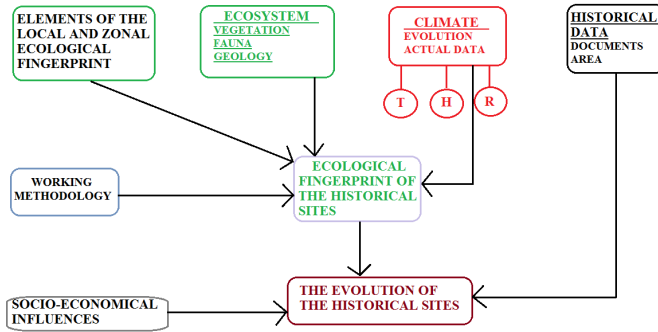 ELEMENTS OF THE
LOCAL AND ZONAL
ECOLOGICAL
FINGERPRINT
ECOSYSTEM
VEGETATION
FAUNA
GEOLOGY
CLIMATE
EVOLUTION
ACTUAL DATA
T
H
R
HISTORICAL
DATA
DOCUMENTS
AREA
WORKING
METHODOLOGY
ECOLOGICAL
FINGERPRINT OF
THE HISTORICAL
SITES
SOCIO-ECONOMICAL
INFLUENCES
THE EVOLUTION OF
THE HISTORICAL SITES